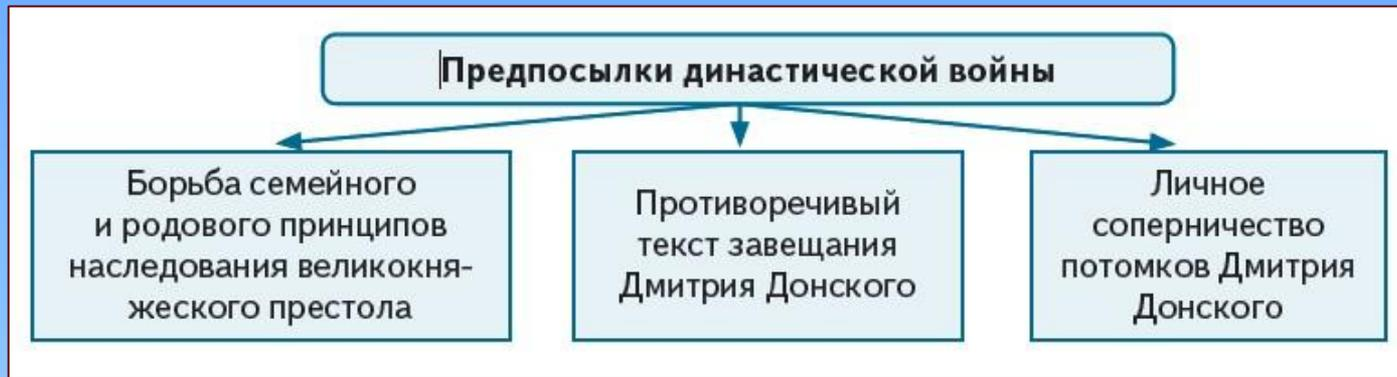 Предпосылки династической войны
Борьба семейного
и родового принципов
наследования великокня-
жеского престола
Противоречивый
текст завещания
Дмитрия Донского
Личное
соперничество
потомков Дмитрия
Донского